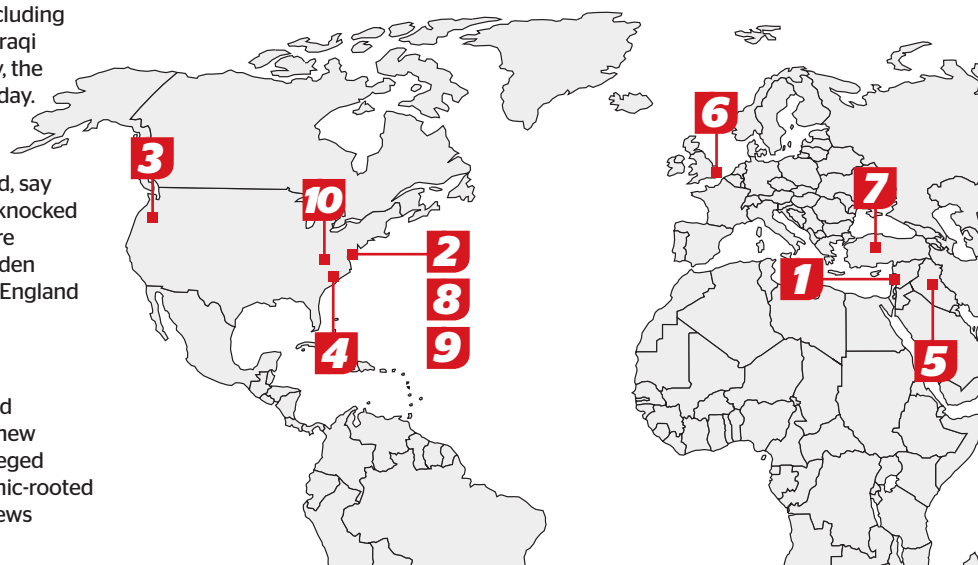 cluding
raqi
the
day.
d, say
knocked
re
den
England
d
new
eged
nic-rooted
ews
3
10
2
8
9
4
6
7
1
5